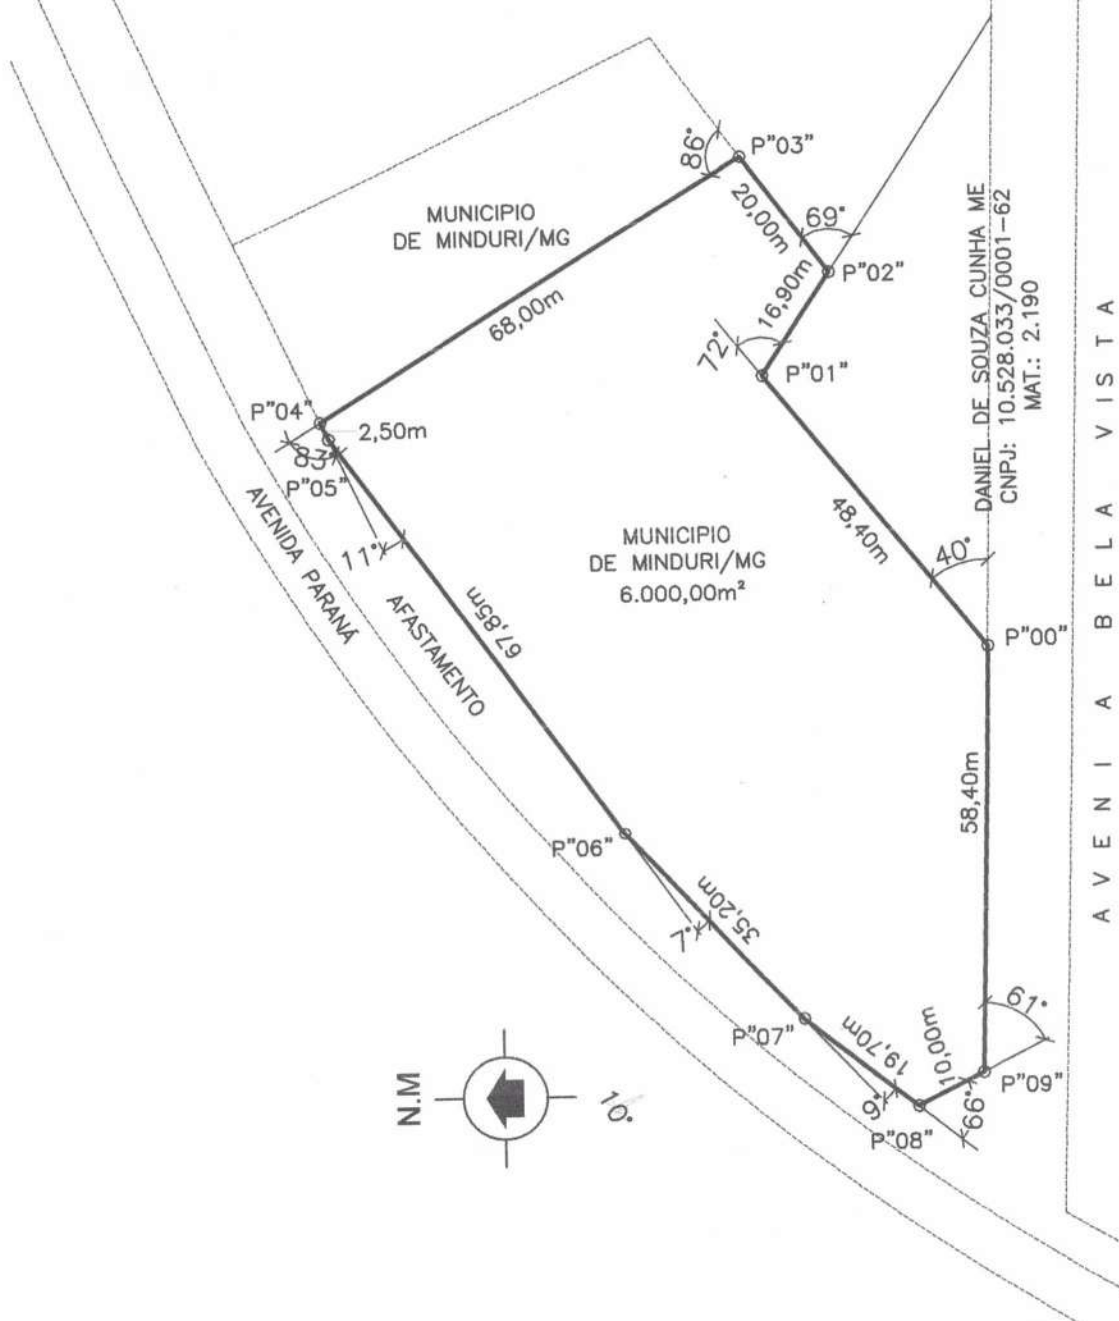 86°
P"03"
MUNICIPIO
DE MINDURI/MG
20,00m
69°
P"02"
68,00m
16,90m
72°
P"01"
P"04"
2,50m
83°
P"05"
11°
AVENIDA PARANÁ
AFASTAMENTO
67,85m
MUNICIPIO
DE MINDURI/MG
6.000,00m²
48,40m
40°
P"00"
DANIEL DE SOUZA CUNHA ME
CNPJ: 10.528.033/0001-62
MAT.: 2.190
AVENI A BELA VISTA
58,40m
P"06"
35,20m
7°
P"07"
19,70m
10,00m
61°
P"09"
66°
P"08"
N.M
10°